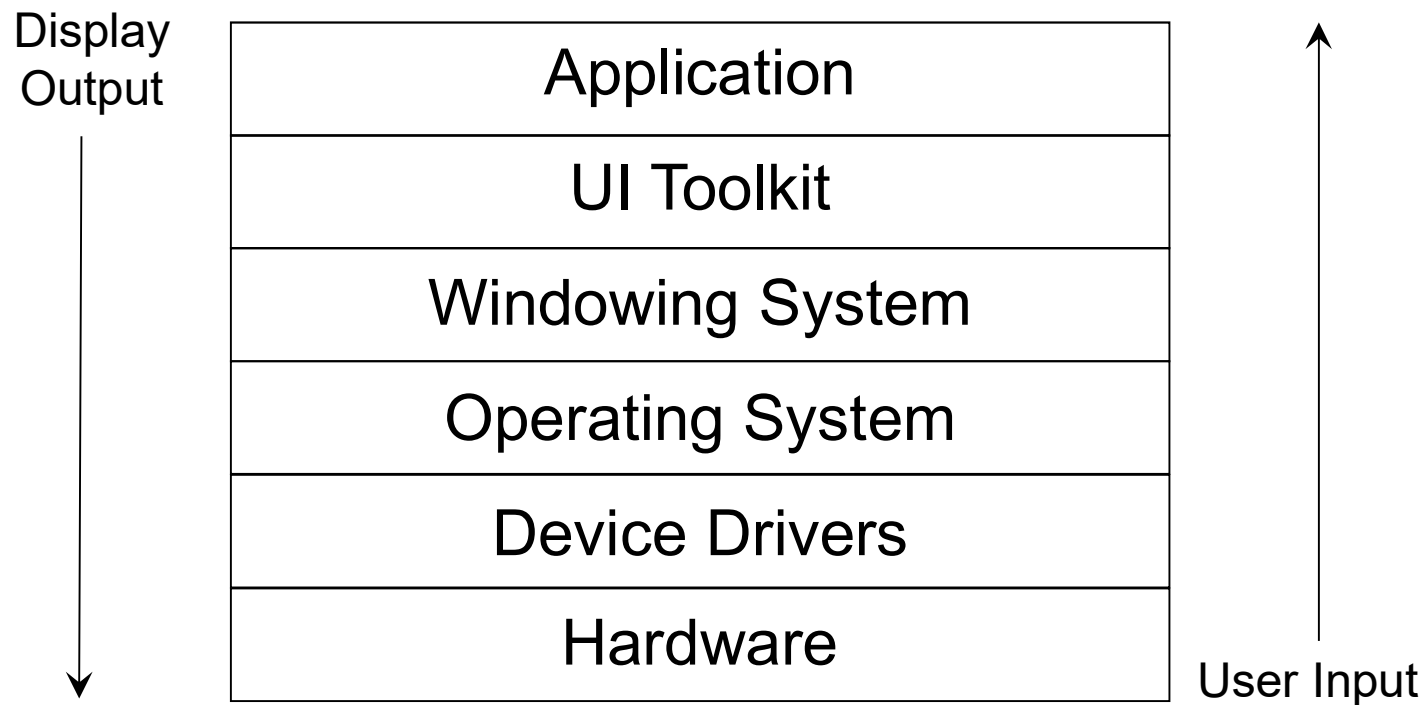 Display
Output
Application
UI Toolkit
Windowing System
Operating System
Device Drivers
Hardware
User Input